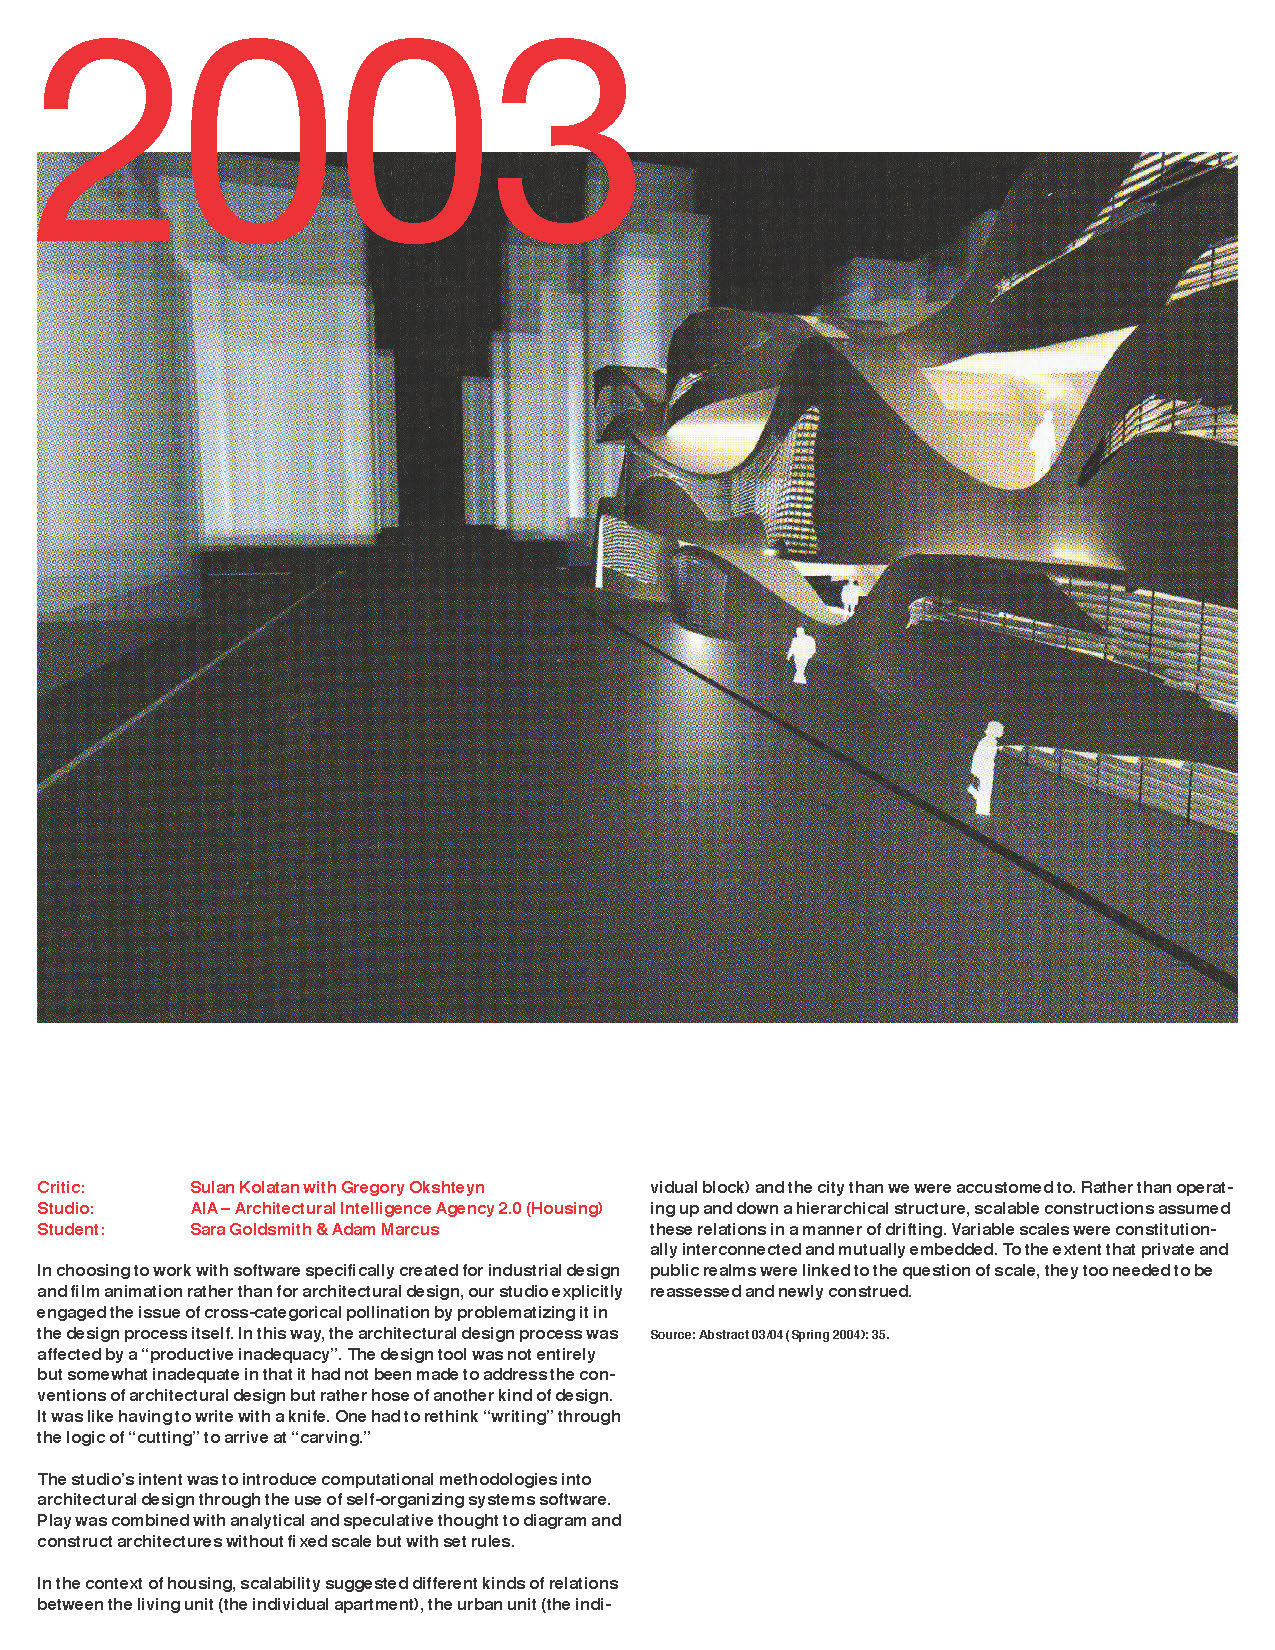 2003
Critic: Sulan Kolatan with Gregory Okshteyn
Studio: AIA – Architectural Intelligence Agency 2.0 (Housing)
Student: Sara Goldsmith & Adam Marcus
In choosing to work with software specifically created for industrial design
and film animation rather than for architectural design, our studio explicitly
engaged the issue of cross-categorical pollination by problematizing it in
the design process itself. In this way, the architectural design process was
affected by a “productive inadequacy”. The design tool was not entirely
but somewhat inadequate in that it had not been made to address the con-
ventions of architectural design but rather hose of another kind of design.
It was like having to write with a knife. One had to rethink “writing” through
the logic of “cutting” to arrive at “carving.”
The studio’s intent was to introduce computational methodologies into
architectural design through the use of self-organizing systems software.
Play was combined with analytical and speculative thought to diagram and
construct architectures without fixed scale but with set rules.
In the context of housing, scalability suggested different kinds of relations
between the living unit (the individual apartment), the urban unit (the indi-
vidual block) and the city than we were accustomed to. Rather than operat-
ing up and down a hierarchical structure, scalable constructions assumed
these relations in a manner of drifting. Variable scales were constitution-
ally interconnected and mutually embedded. To the extent that private and
public realms were linked to the question of scale, they too needed to be
reassessed and newly construed.
Source: Abstract 03/04 (Spring 2004): 35.